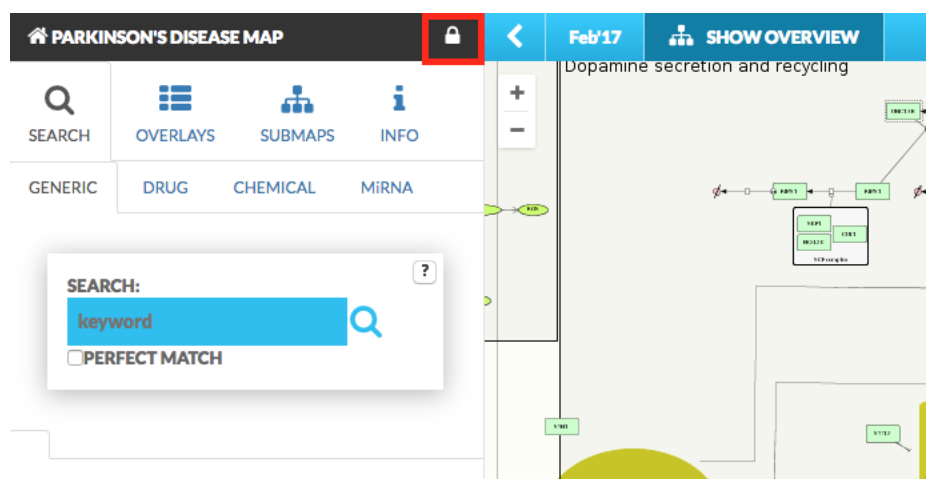 PARKINSON'S DISEASE MAP
Feb'17
SHOW OVERVIEW
SEARCH
OVERLAYS
SUBMAPS
INFO
GENERIC
DRUG
CHEMICAL
MiRNA
SEARCH:
?
keyword
PERFECT MATCH
+
−
Dopamine secretion and recycling